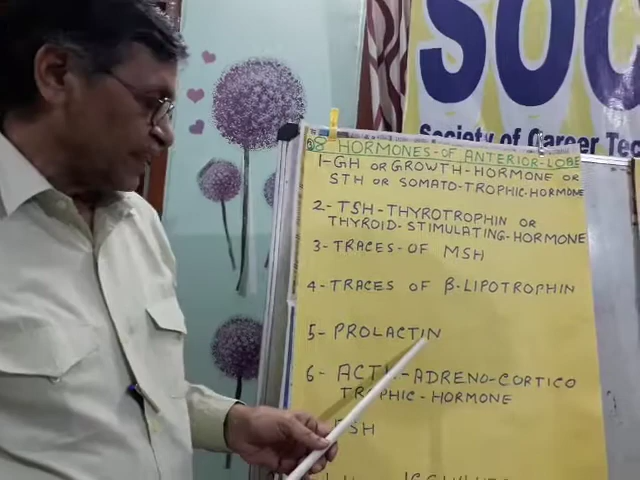 SOC
Society of Career Tec
8 HORMONES-OF ANTERIOR-LOBE
1-GH OR GROWTH-HORMONE OR
STH OR SOMATO-TROPHIC-HORMONE
2-TSH-THYROTROPHIN OR
THYROID-STIMULATING-HORMONE
3-TRACES-OF MSH
4-TRACES OF β-LIPOTROPHIN
5-PROLACTIN
6-ACTH-ADRENO-CORTICO
TROPHIC-HORMONE
FSH